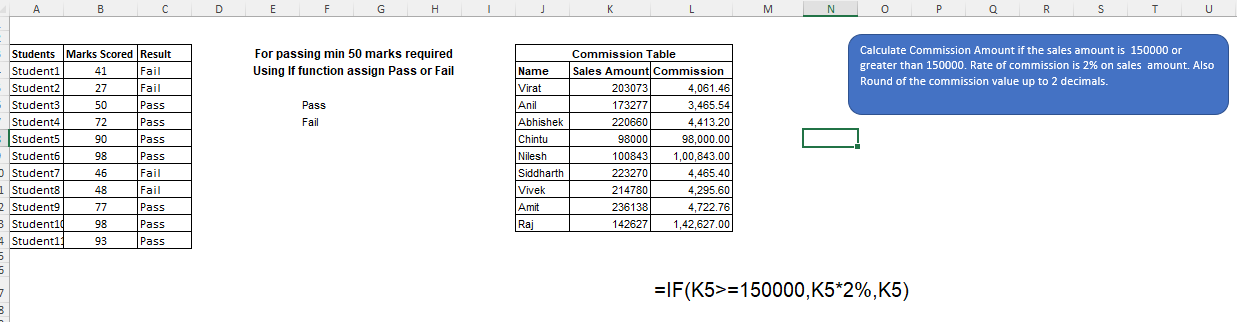 A B C D E F G H I J K L M N O P Q R S T U
Students Marks Scored Result
Student1 41 Fail
Student2 27 Fail
Student3 50 Pass
Student4 72 Pass
Student5 90 Pass
Student6 98 Pass
Student7 46 Fail
Student8 48 Fail
Student9 77 Pass
Student10 98 Pass
Student11 93 Pass
For passing min 50 marks required
Using If function assign Pass or Fail
Pass
Fail
Commission Table
Name Sales Amount Commission
Virat 203073 4,061.46
Anil 173277 3,465.54
Abhishek 220660 4,413.20
Chintu 98000 98,000.00
Nilesh 100843 1,00,843.00
Siddharth 223270 4,465.40
Vivek 214780 4,295.60
Amit 236138 4,722.76
Raj 142627 1,42,627.00
Calculate Commission Amount if the sales amount is 150000 or
greater than 150000. Rate of commission is 2% on sales amount. Also
Round of the commission value up to 2 decimals.
=IF(K5>=150000,K5*2%,K5)